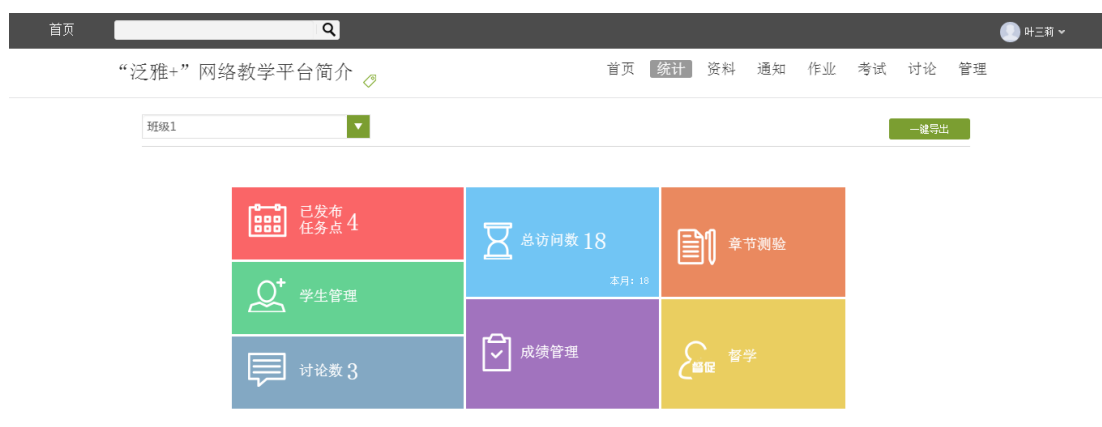 首页
叶三莉
“泛雅+”网络教学平台简介
首页 统计 资料 通知 作业 考试 讨论 管理
班级1
一键导出
已发布
任务点 4
总访问数 18
本月: 18
章节测验
学生管理
成绩管理
督学
督促
讨论数 3